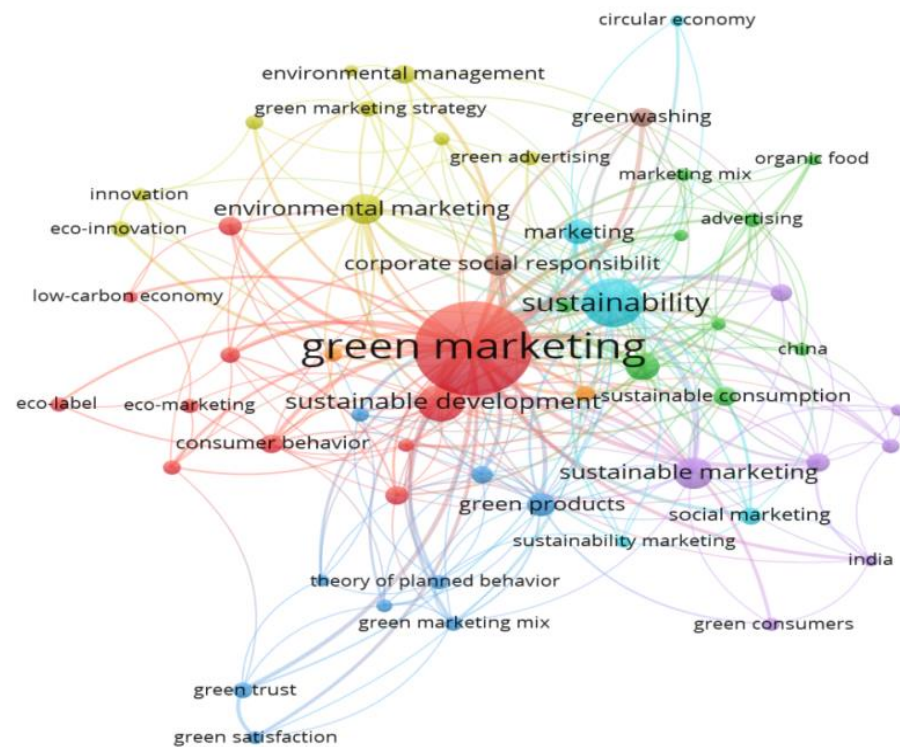 circular economy
environmental management
green marketing strategy
greenwashing
green advertising
organic food
marketing mix
innovation
environmental marketing
advertising
eco-innovation
marketing
corporate social responsibilit
low-carbon economy
sustainability
green marketing
china
eco-label
eco-marketing
sustainable development
sustainable consumption
consumer behavior
sustainable marketing
green products
social marketing
sustainability marketing
india
theory of planned behavior
green marketing mix
green consumers
green trust
green satisfaction